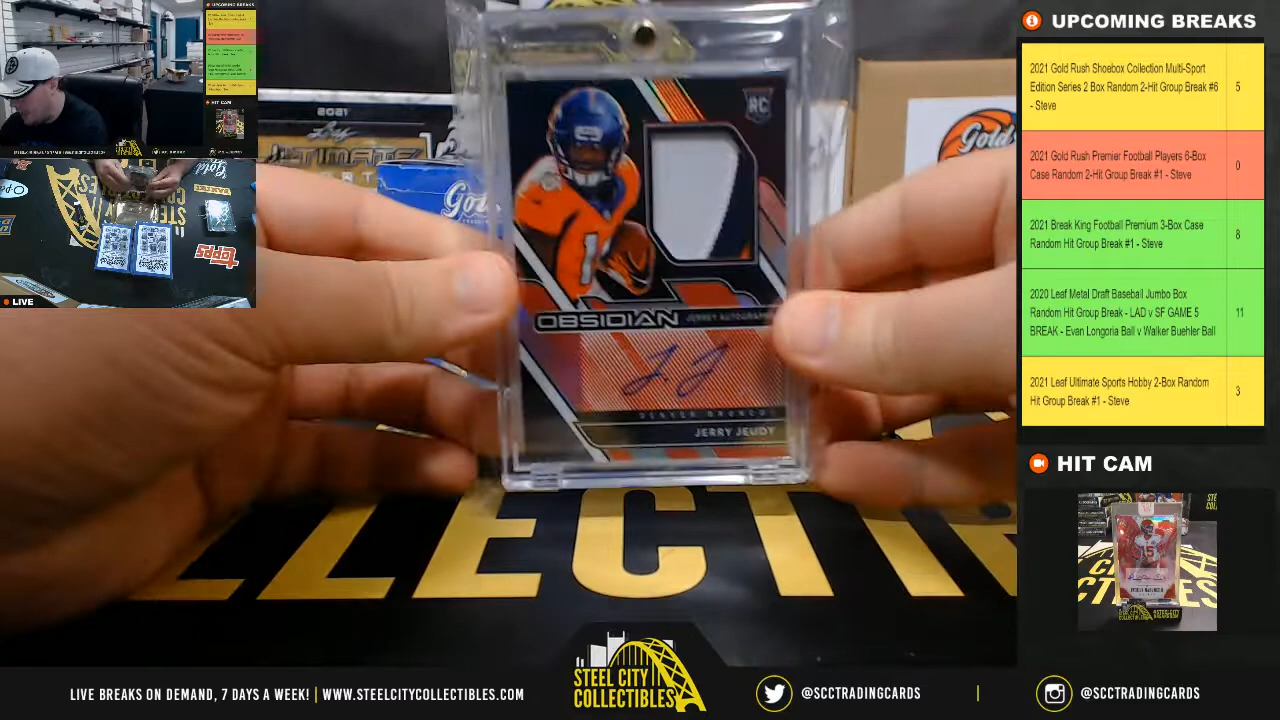 UPCOMING BREAKS
2021 Gold Rush Shoebox Collection Multi-Sport
Edition Series 2 Box Random 2-Hit Group Break #6
- Steve
5
2021 Gold Rush Premier Football Players 6-Box
Case Random 2-Hit Group Break #1 - Steve
0
2021 Break King Football Premium 3-Box Case
Random Hit Group Break #1 - Steve
8
2020 Leaf Metal Draft Baseball Jumbo Box
Random Hit Group Break - LAD v SF GAME 5
BREAK - Evan Longoria Ball v Walker Buehler Ball
11
2021 Leaf Ultimate Sports Hobby 2-Box Random
Hit Group Break #1 - Steve
3
HIT CAM
LIVE
topps
2021
Leaf
Gold
RC
OBSIDIAN JERSEY AUTOGRAPHS
J. J
DENVER BRONCOS
JERRY JEUDY
LLECTI
LIVE BREAKS ON DEMAND, 7 DAYS A WEEK! | WWW.STEELCITYCOLLECTIBLES.COM
STEEL CITY
COLLECTIBLES
@SCCTRADINGCARDS
@SCCTRADINGCARDS